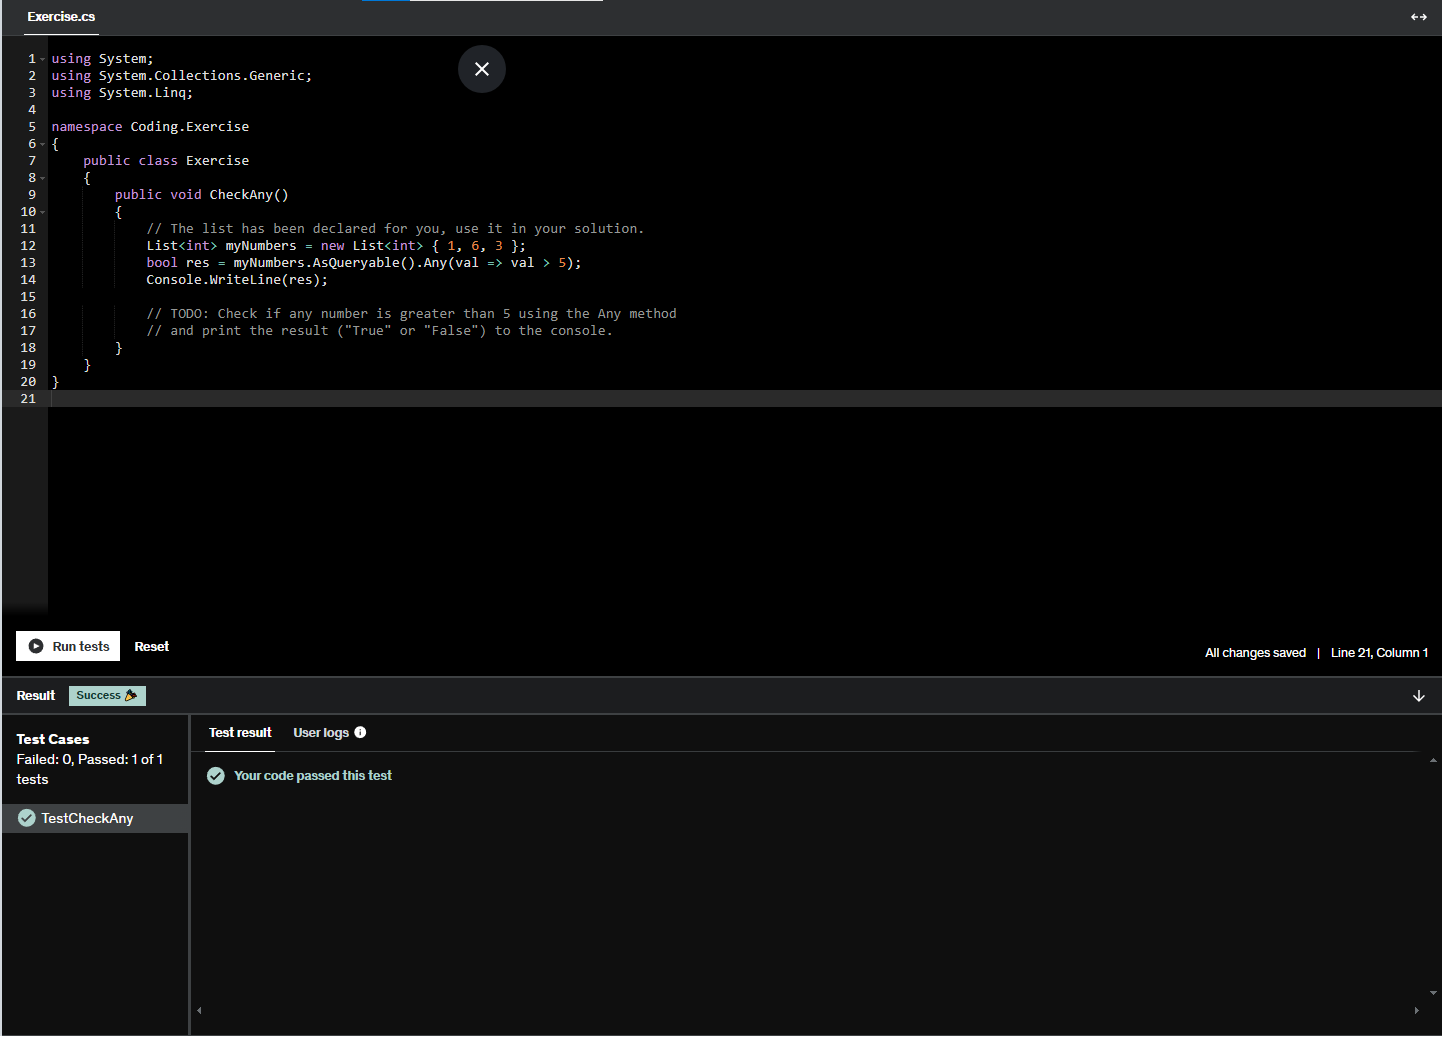 Exercise.cs
1 using System;
2 using System.Collections.Generic;
3 using System.Linq;
4
5 namespace Coding.Exercise
6 {
7     public class Exercise
8     {
9         public void CheckAny()
10         {
11             // The list has been declared for you, use it in your solution.
12             List<int> myNumbers = new List<int> { 1, 6, 3 };
13             bool res = myNumbers.AsQueryable().Any(val => val > 5);
14             Console.WriteLine(res);
15
16             // TODO: Check if any number is greater than 5 using the Any method
17             // and print the result ("True" or "False") to the console.
18         }
19     }
20 }
21
Run tests Reset
All changes saved | Line 21, Column 1
Result Success
Test Cases
Failed: 0, Passed: 1 of 1
tests
TestCheckAny
Test result User logs
Your code passed this test